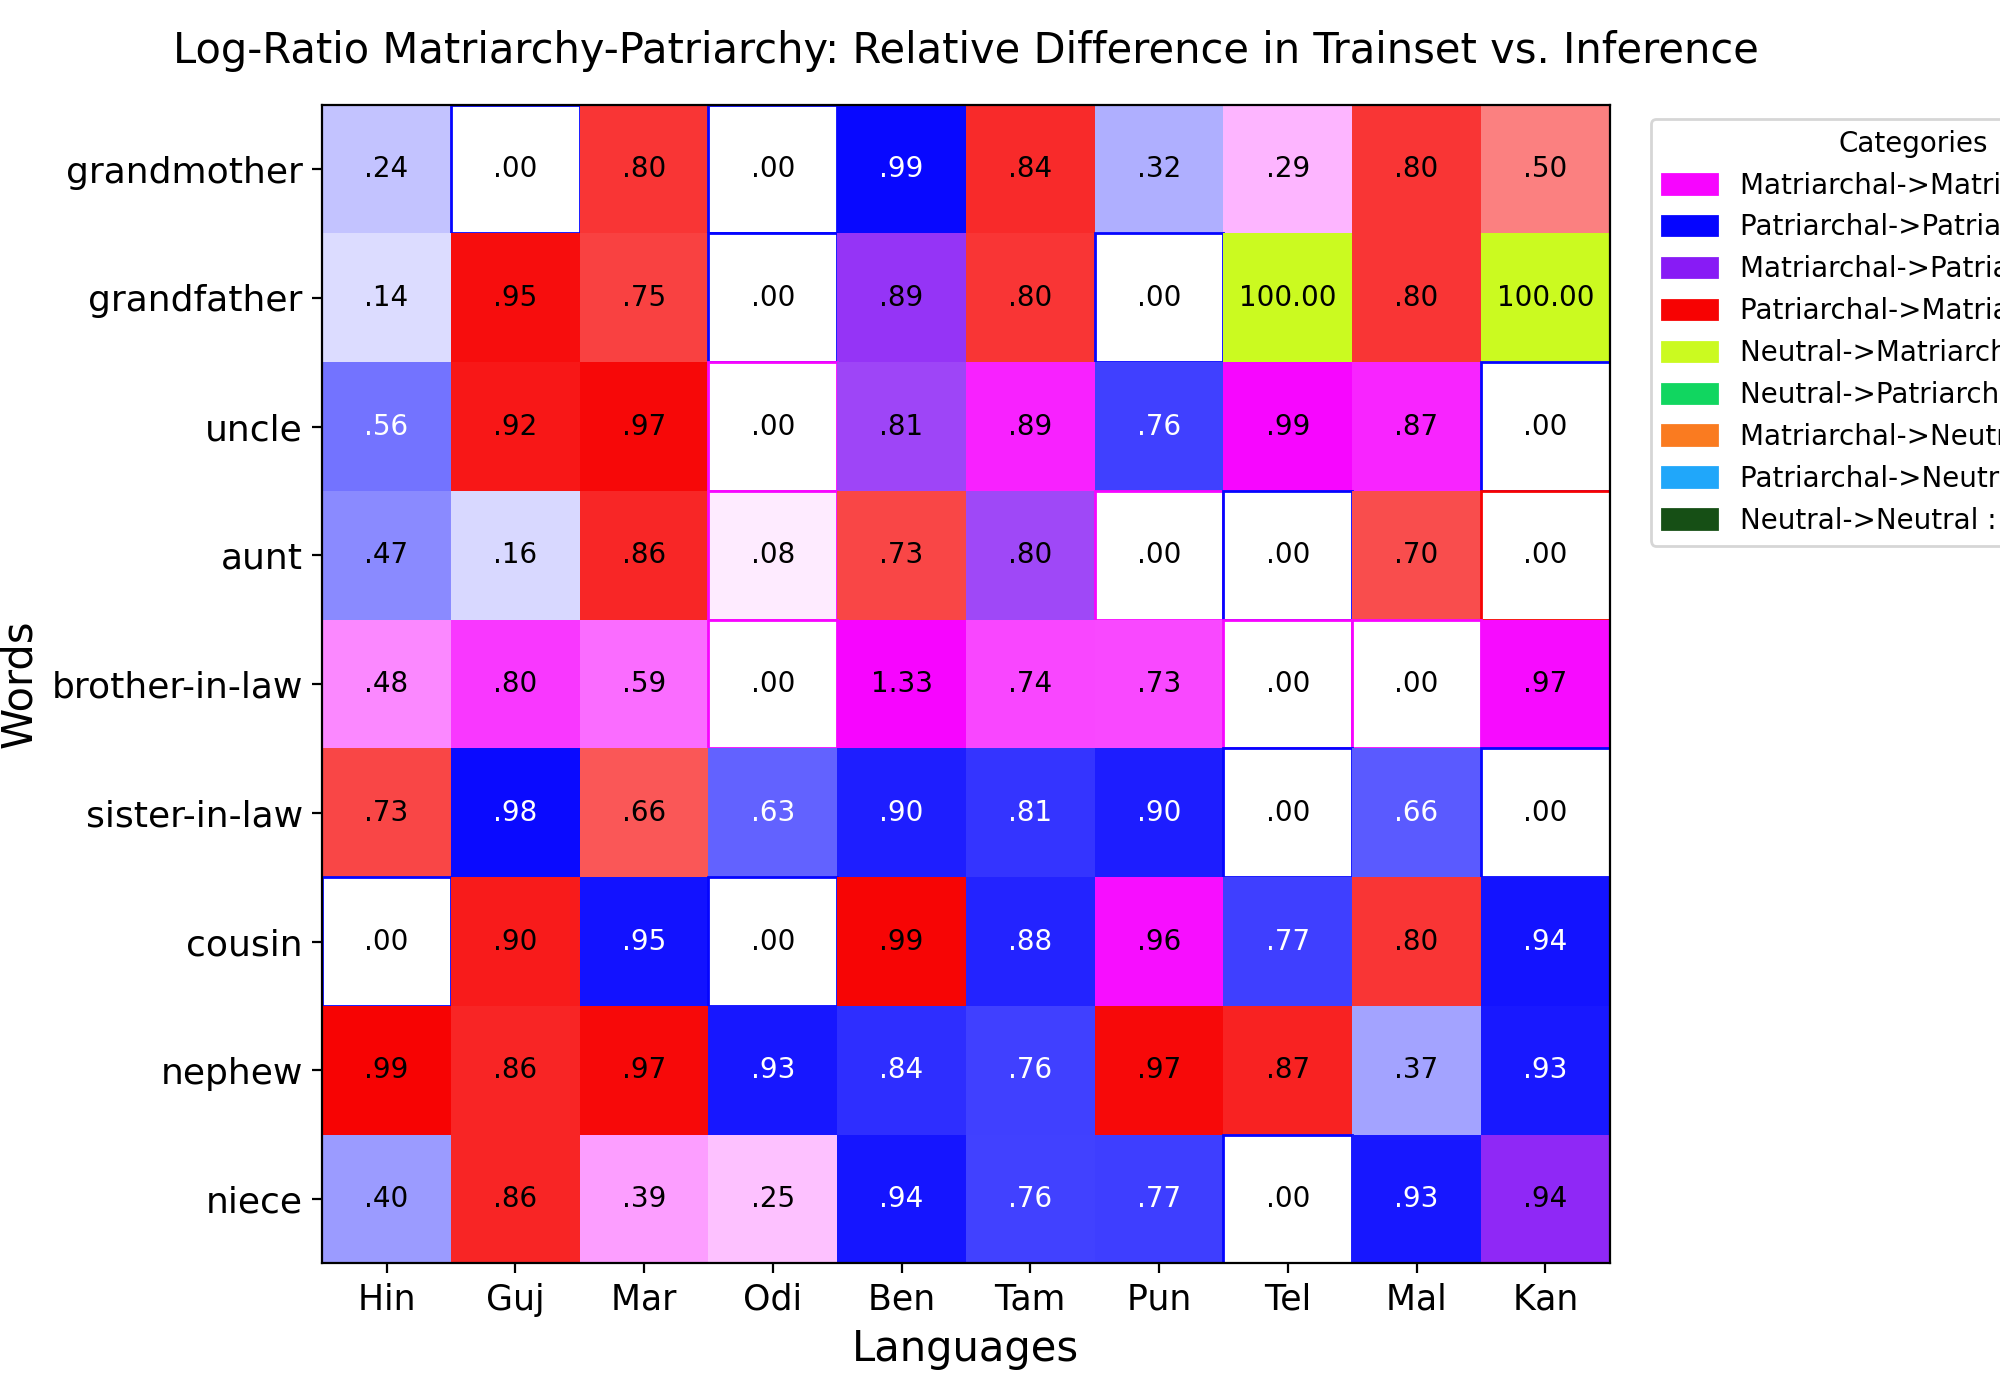 Log-Ratio Matriarchy-Patriarchy: Relative Difference in Trainset vs. Inference
Categories
Matriarchal->Matri
Patriarchal->Patria
Matriarchal->Patria
Patriarchal->Matria
Neutral->Matriarch
Neutral->Patriarch
Matriarchal->Neutr
Patriarchal->Neutr
Neutral->Neutral :
Words
grandmother .24 .00 .80 .00 .99 .84 .32 .29 .80 .50
grandfather .14 .95 .75 .00 .89 .80 .00 100.00 .80 100.00
uncle .56 .92 .97 .00 .81 .89 .76 .99 .87 .00
aunt .47 .16 .86 .08 .73 .80 .00 .00 .70 .00
brother-in-law .48 .80 .59 .00 1.33 .74 .73 .00 .00 .97
sister-in-law .73 .98 .66 .63 .90 .81 .90 .00 .66 .00
cousin .00 .90 .95 .00 .99 .88 .96 .77 .80 .94
nephew .99 .86 .97 .93 .84 .76 .97 .87 .37 .93
niece .40 .86 .39 .25 .94 .76 .77 .00 .93 .94
Hin Guj Mar Odi Ben Tam Pun Tel Mal Kan
Languages